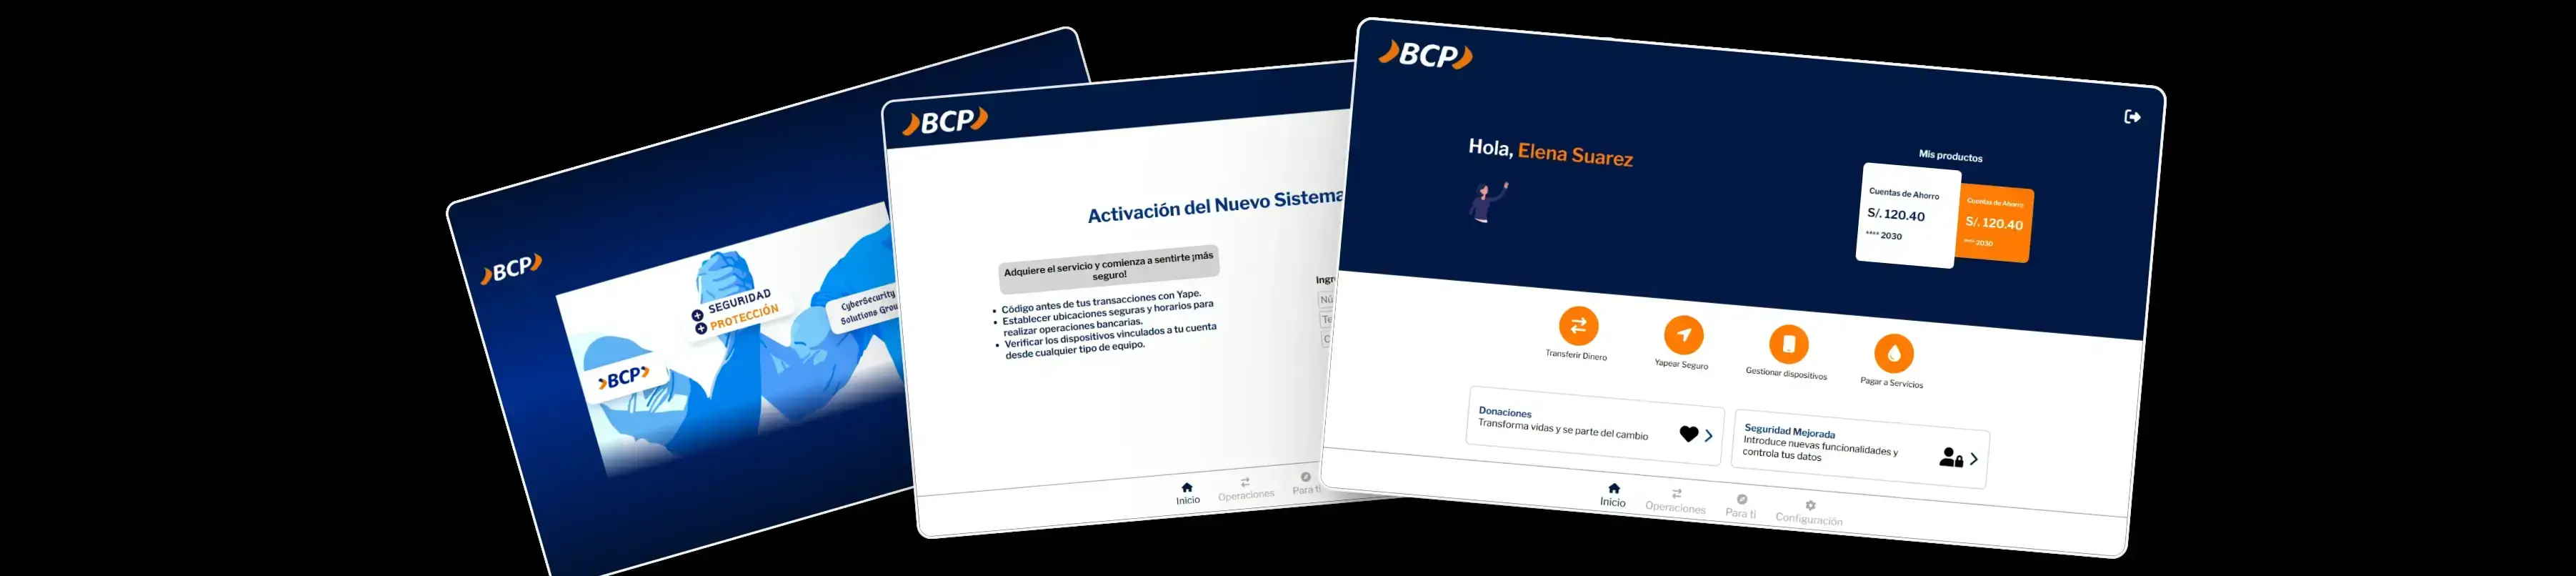 BCP
SEGURIDAD
PROTECCIÓN
CyberSecurity
Solutions
BCP
BCP
Activación del Nuevo Sistema
Adquiere el servicio y comienza a sentirte ¡más
seguro!
• Código antes de tus transacciones con Yape.
• Establecer ubicaciones seguras y horarios para
realizar operaciones bancarias.
• Verificar los dispositivos vinculados a tu cuenta
desde cualquier tipo de equipo.
Inicio
Operaciones
Para ti
BCP
Hola, Elena Suarez
Mis productos
Cuentas de Ahorro
S/. 120.40
**** 2030
Cuentas de Ahorro
S/. 120.40
**** 2030
Transferir Dinero
Yapear Seguro
Gestionar dispositivos
Pagar a Servicios
Donaciones
Transforma vidas y se parte del cambio
Seguridad Mejorada
Introduce nuevas funcionalidades y
controla tus datos
Inicio
Operaciones
Para ti
Configuración